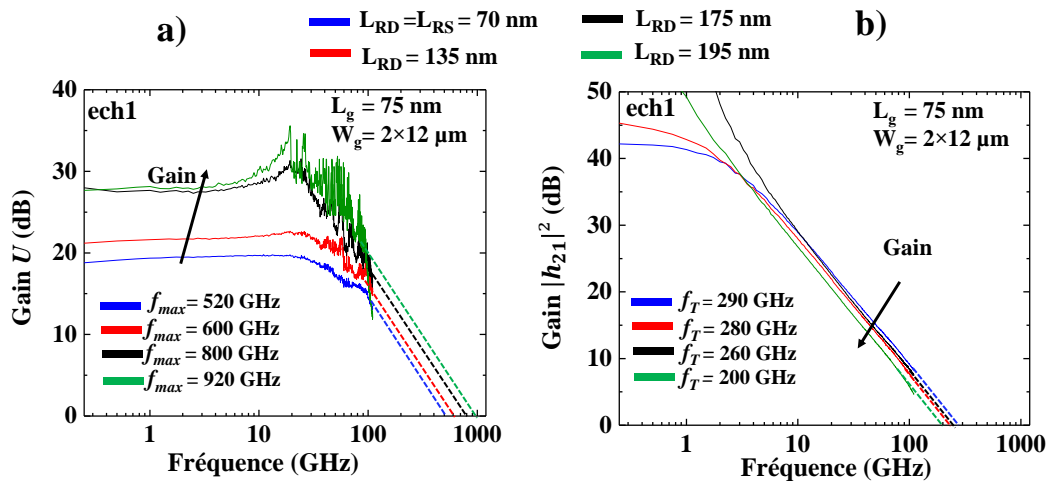 a)
L_RD = L_RS = 70 nm
L_RD = 135 nm
L_RD = 175 nm
L_RD = 195 nm
b)
40
30
20
10
0
Gain U (dB)
ech1
L_g = 75 nm
W_g = 2×12 µm
Gain
f_max = 520 GHz
f_max = 600 GHz
f_max = 800 GHz
f_max = 920 GHz
1 10 100 1000
Fréquence (GHz)
50
40
30
20
10
0
Gain |h_21|^2 (dB)
ech1
L_g = 75 nm
W_g = 2×12 µm
Gain
f_T = 290 GHz
f_T = 280 GHz
f_T = 260 GHz
f_T = 200 GHz
1 10 100 1000
Fréquence (GHz)